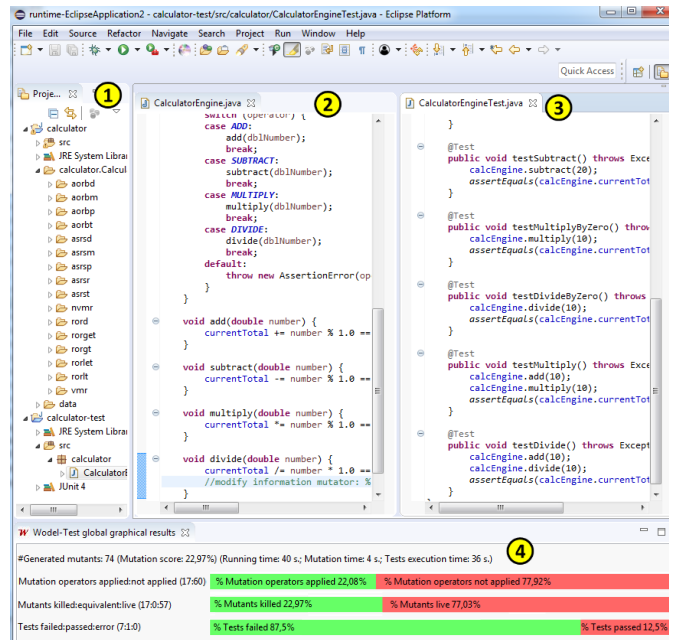 runtime-EclipseApplication2 - calculator-test/src/calculator/CalculatorEngineTest.java - Eclipse Platform
File Edit Source Refactor Navigate Search Project Run Window Help
Quick Access
Proje...
1
calculator
src
JRE System Librar
calculator.Calcul
aorbd
aorbm
aorbp
aorbt
asrsd
asrsm
asrsp
asrsr
asrst
nvmr
rord
rorget
rorgt
rorlet
rorlt
vmr
data
calculator-test
JRE System Librar
src
calculator
CalculatorE
JUnit 4
CalculatorEngine.java
2
switch (operator) {
case ADD:
add(dblNumber);
break;
case SUBTRACT:
subtract(dblNumber);
break;
case MULTIPLY:
multiply(dblNumber);
break;
case DIVIDE:
divide(dblNumber);
break;
default:
throw new AssertionError(op
}
}
void add(double number) {
currentTotal += number % 1.0 ==
}
void subtract(double number) {
currentTotal -= number % 1.0 ==
}
void multiply(double number) {
currentTotal *= number % 1.0 ==
}
void divide(double number) {
currentTotal /= number * 1.0 ==
//modify information mutator: %
}
CalculatorEngineTest.java
3
}
@Test
public void testSubtract() throws Exce
calcEngine.subtract(20);
assertEquals(calcEngine.currentTot
}
@Test
public void testMultiplyByZero() throw
calcEngine.multiply(10);
assertEquals(calcEngine.currentTot
}
@Test
public void testDivideByZero() throws
calcEngine.divide(10);
assertEquals(calcEngine.currentTot
}
@Test
public void testMultiply() throws Exce
calcEngine.add(10);
calcEngine.multiply(10);
assertEquals(calcEngine.currentTot
}
@Test
public void testDivide() throws Except
calcEngine.add(10);
calcEngine.divide(10);
assertEquals(calcEngine.currentTot
}
W Wodel-Test global graphical results
4
#Generated mutants: 74 (Mutation score: 22,97%) (Running time: 40 s.; Mutation time: 4 s.; Tests execution time: 36 s.)
Mutation operators applied:not applied (17:60) % Mutation operators applied 22,08% % Mutation operators not applied 77,92%
Mutants killed:equivalent:live (17:0:57) % Mutants killed 22,97% % Mutants live 77,03%
Tests failed:passed:error (7:1:0) % Tests failed 87,5% % Tests passed 12,5%